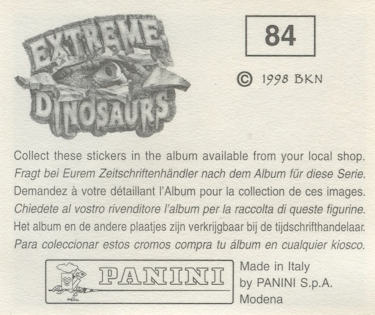 EXTREME
DINOSAURS
84
© 1998 BKN
Collect these stickers in the album available from your local shop.
Fragt bei Eurem Zeitschriftenhändler nach dem Album für diese Serie.
Demandez à votre détaillant l'Album pour la collection de ces images.
Chiedete al vostro rivenditore l'album per la raccolta di queste figurine.
Het album en de andere plaatjes zijn verkrijgbaar bij de tijdschrifthandelaar.
Para coleccionar estos cromos compra tu álbum en cualquier kiosco.
PANINI
Made in Italy
by PANINI S.p.A.
Modena